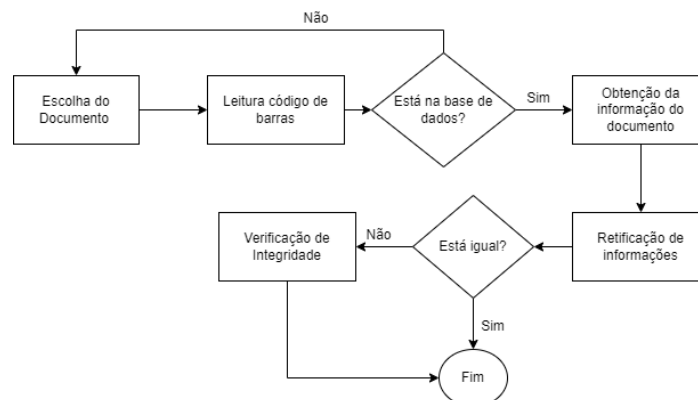 Não
Escolha do
Documento
Leitura código de
barras
Está na base de
dados?
Sim
Obtenção da
informação do
documento
Retificação de
informações
Está igual?
Não
Verificação de
Integridade
Sim
Fim